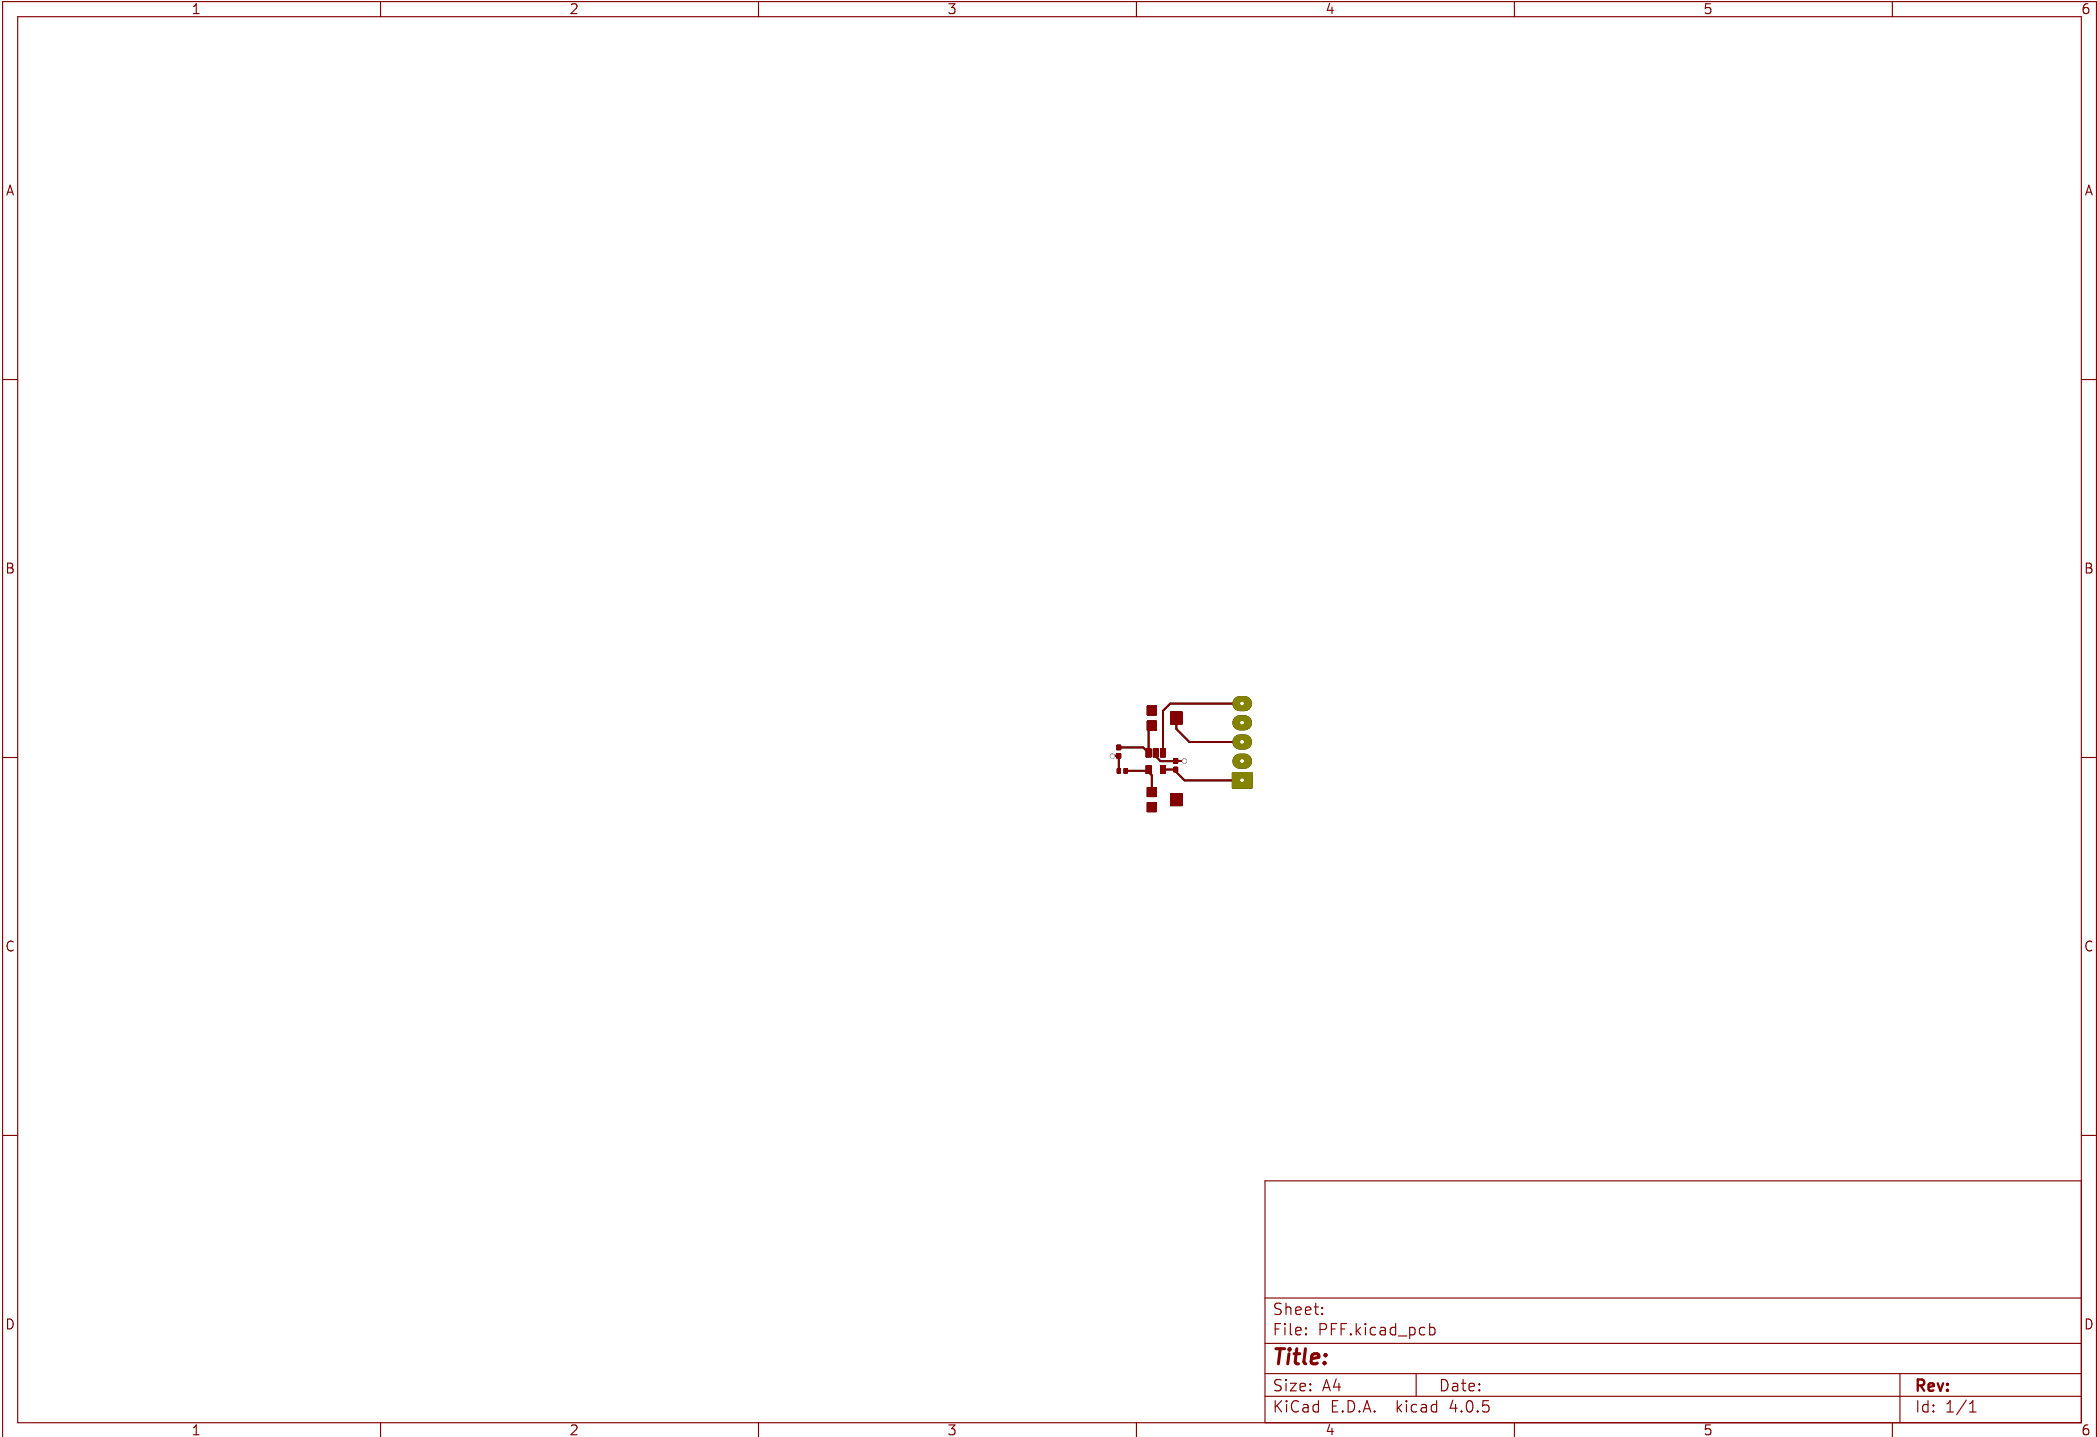 1 2 3 4 5 6
A A
B B
C C
D D
Sheet:
File: PFF.kicad_pcb
Title:
Size: A4 Date: Rev:
KiCad E.D.A. kicad 4.0.5 Id: 1/1
1 2 3 4 5 6